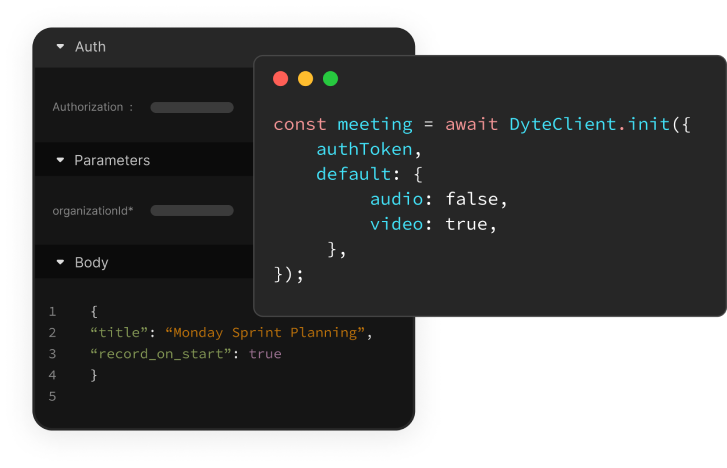 Auth
Authorization :
Parameters
organizationId*
Body
1 {
2 “title”: “Monday Sprint Planning”,
3 “record_on_start”: true
4 }
5
const meeting = await DyteClient.init({
authToken,
default: {
audio: false,
video: true,
},
});